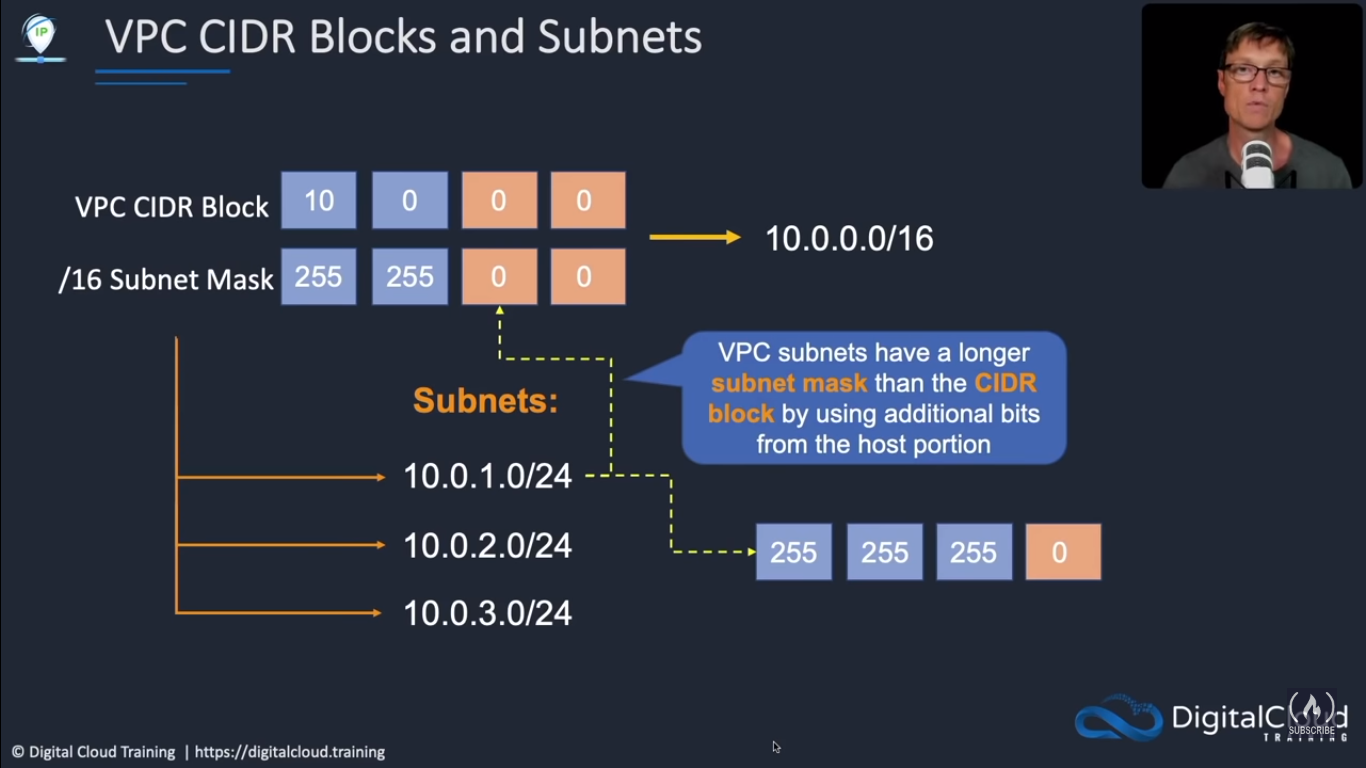 IP
VPC CIDR Blocks and Subnets
VPC CIDR Block 10 0 0 0
10.0.0.0/16
/16 Subnet Mask 255 255 0 0
VPC subnets have a longer
subnet mask than the CIDR
block by using additional bits
from the host portion
Subnets:
10.0.1.0/24
10.0.2.0/24
10.0.3.0/24
255 255 255 0
DigitalCloud
TRAINING
SUBSCRIBE
© Digital Cloud Training | https://digitalcloud.training